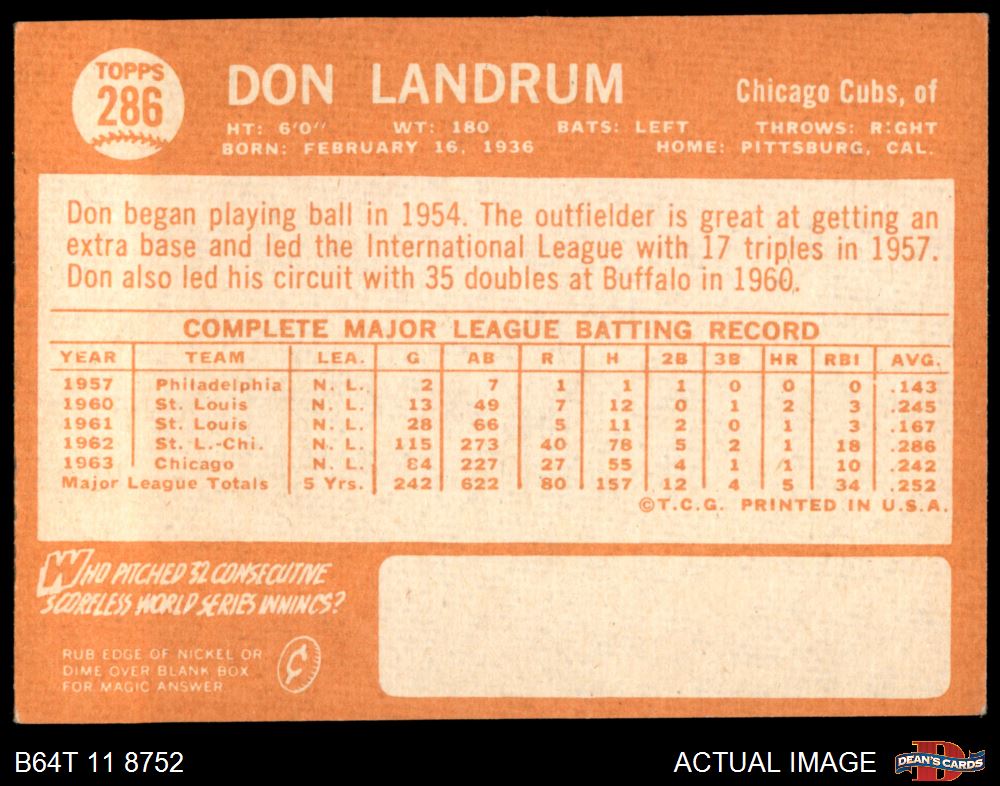 TOPPS
286
DON LANDRUM
Chicago Cubs, of
HT: 6'0" WT: 180 BATS: LEFT THROWS: RIGHT
BORN: FEBRUARY 16, 1936 HOME: PITTSBURG, CAL.
Don began playing ball in 1954. The outfielder is great at getting an
extra base and led the International League with 17 triples in 1957.
Don also led his circuit with 35 doubles at Buffalo in 1960.
COMPLETE MAJOR LEAGUE BATTING RECORD
YEAR TEAM LEA. G AB R H 2B 3B HR RBI AVG.
1957 Philadelphia N. L. 2 7 1 1 1 0 0 0 .143
1960 St. Louis N. L. 13 49 7 12 0 1 2 3 .245
1961 St. Louis N. L. 28 66 5 11 2 0 1 3 .167
1962 St. L.-Chi. N. L. 115 273 40 78 5 2 1 18 .286
1963 Chicago N. L. 84 227 27 55 4 1 1 10 .242
Major League Totals 5 Yrs. 242 622 80 157 12 4 5 34 .252
©T.C.G. PRINTED IN U.S.A.
WHO PITCHED 32 CONSECUTIVE
SCORELESS WORLD SERIES INNINGS?
RUB EDGE OF NICKEL OR
DIME OVER BLANK BOX
FOR MAGIC ANSWER
¢
B64T 11 8752
ACTUAL IMAGE
D
DEAN'S CARDS